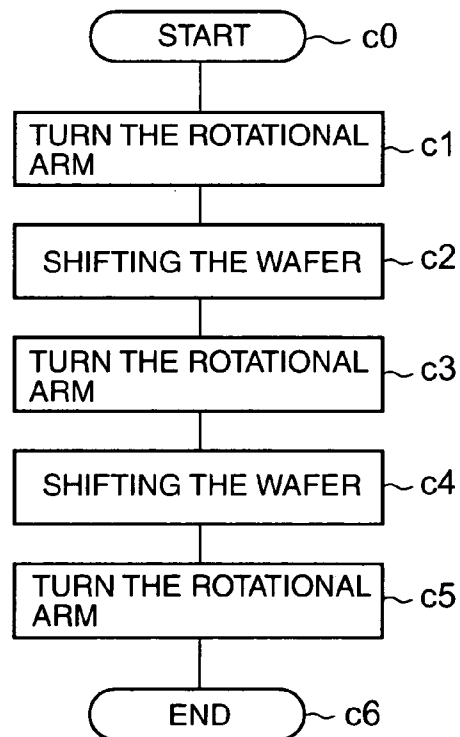 START
c0
TURN THE ROTATIONAL
ARM
c1
SHIFTING THE WAFER
c2
TURN THE ROTATIONAL
ARM
c3
SHIFTING THE WAFER
c4
TURN THE ROTATIONAL
ARM
c5
END
c6